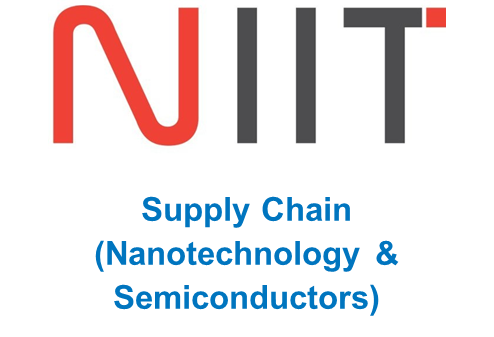 NIIT
Supply Chain
(Nanotechnology &
Semiconductors)